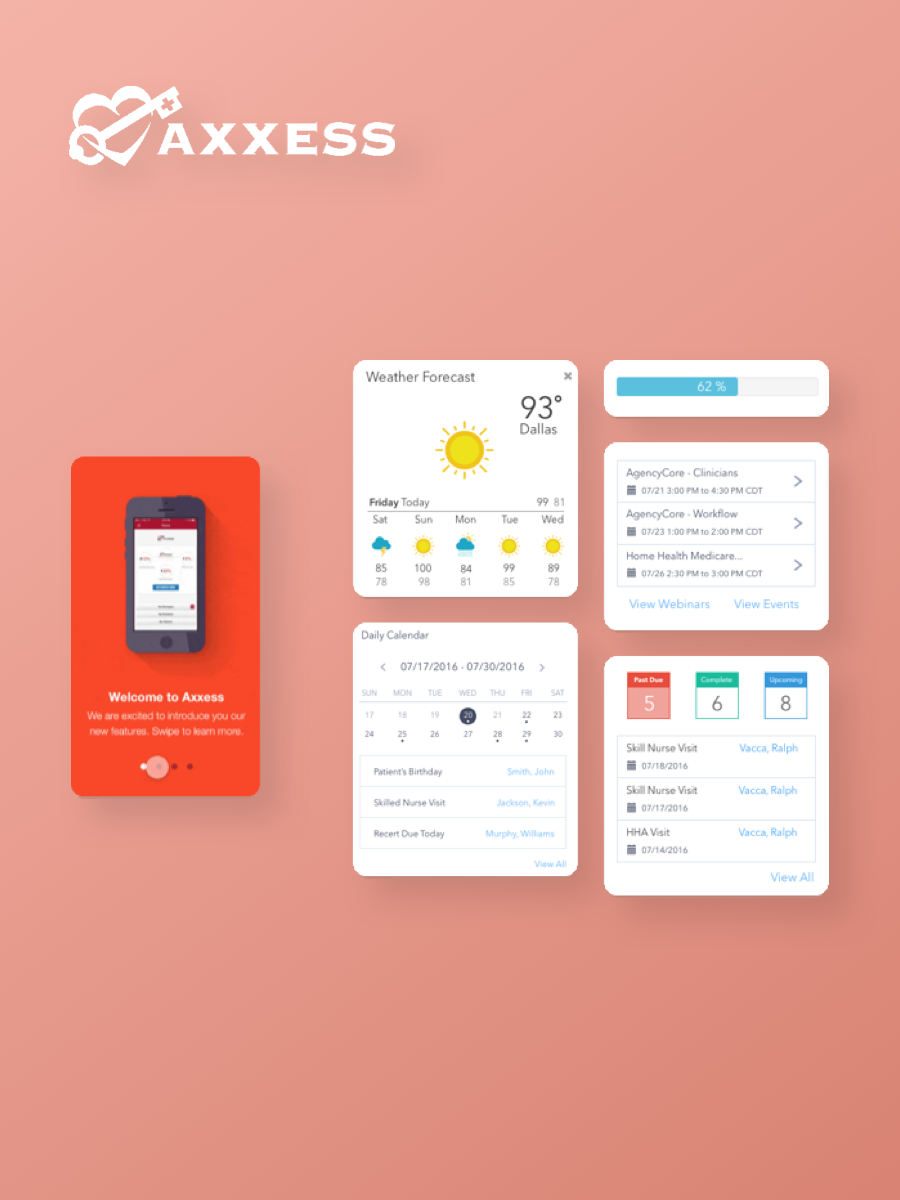 AXXESS
Welcome to Axxess
We are excited to introduce you our
new features. Swipe to learn more.
Weather Forecast
93°
Dallas
Friday Today 99 81
Sat Sun Mon Tue Wed
85 100 84 99 89
78 98 81 85 78
Daily Calendar
07/17/2016 - 07/30/2016
SUN MON TUE WED THU FRI SAT
17 18 19 20 21 22 23
24 25 26 27 28 29 30
Patient's Birthday Smith, John
Skilled Nurse Visit Jackson, Kevin
Recert Due Today Murphy, Williams
View All
62 %
AgencyCore - Clinicians
07/21 3:00 PM to 4:30 PM CDT
AgencyCore - Workflow
07/23 1:00 PM to 2:00 PM CDT
Home Health Medicare...
07/26 2:30 PM to 3:00 PM CDT
View Webinars View Events
Past Due Complete Upcoming
5 6 8
Skill Nurse Visit Vacca, Ralph
07/18/2016
Skill Nurse Visit Vacca, Ralph
07/17/2016
HHA Visit Vacca, Ralph
07/14/2016
View All